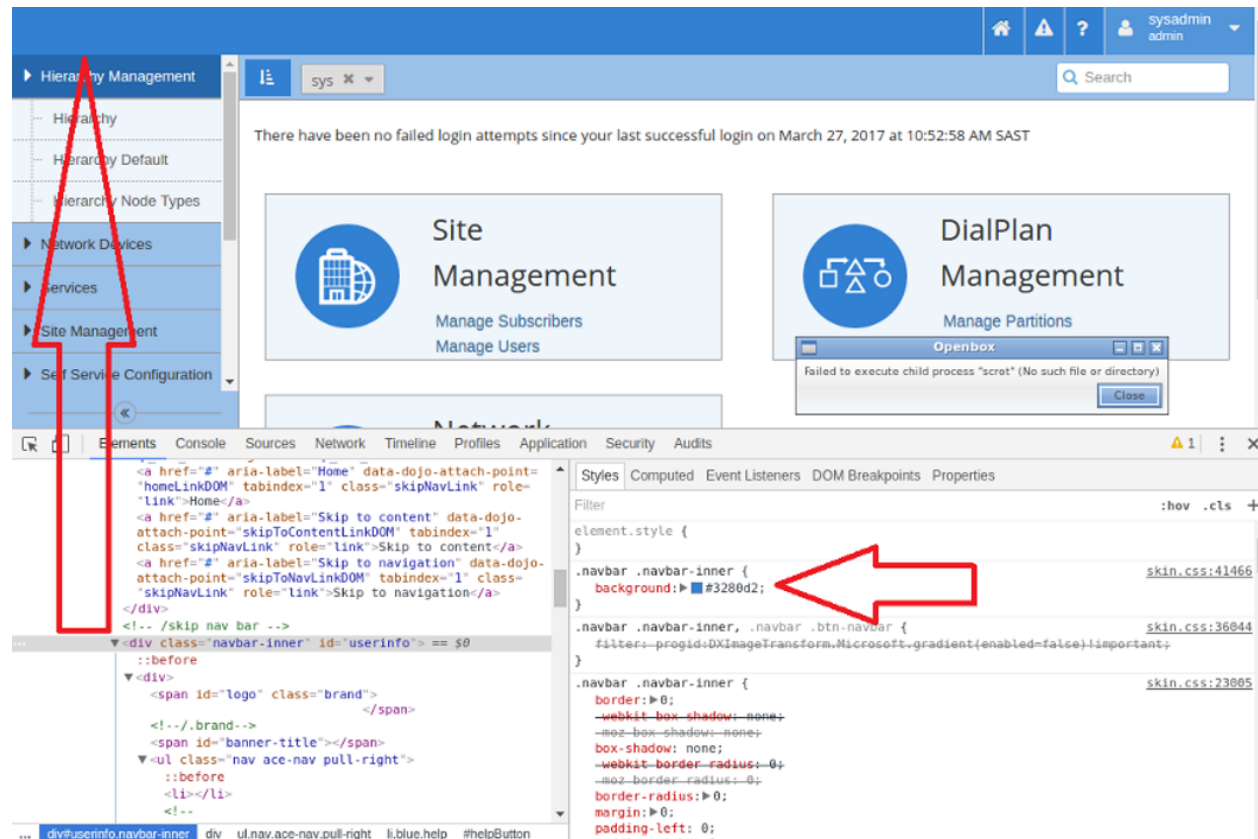 sysadmin
admin
?
Hierarchy Management
sys
Search
Hierarchy
There have been no failed login attempts since your last successful login on March 27, 2017 at 10:52:58 AM SAST
Hierarchy Default
Hierarchy Node Types
Network Devices
Services
Site Management
Self Service Configuration
Site
Management
Manage Subscribers
Manage Users
DialPlan
Management
Manage Partitions
Openbox
Failed to execute child process "scrot" (No such file or directory)
Close
Network
Elements Console Sources Network Timeline Profiles Application Security Audits
1
<a href="#" aria-label="Home" data-dojo-attach-point=
"homeLinkDOM" tabindex="1" class="skipNavLink" role=
"link">Home</a>
<a href="#" aria-label="Skip to content" data-dojo-
attach-point="skipToContentLinkDOM" tabindex="1"
class="skipNavLink" role="link">Skip to content</a>
<a href="#" aria-label="Skip to navigation" data-dojo-
attach-point="skipToNavLinkDOM" tabindex="1" class=
"skipNavLink" role="link">Skip to navigation</a>
</div>
<!-- /skip nav bar -->
<div class="navbar-inner" id="userinfo"> == $0
::before
<div>
<span id="logo" class="brand">
</span>
<!--/.brand-->
<span id="banner-title"></span>
<ul class="nav ace-nav pull-right">
::before
<li></li>
<!--
... div#userinfo.navbar-inner div ul.nav.ace-nav.pull-right li.blue.help #helpButton
Styles Computed Event Listeners DOM Breakpoints Properties
Filter :hov .cls +
element.style {
}
.navbar .navbar-inner { skin.css:41466
background: #3280d2;
}
.navbar .navbar-inner, .navbar .btn-navbar { skin.css:36044
filter: progid:DXImageTransform.Microsoft.gradient(enabled=false)!important;
}
.navbar .navbar-inner { skin.css:23005
border: 0;
-webkit-box-shadow: none;
-moz-box-shadow: none;
box-shadow: none;
-webkit-border-radius: 0;
-moz-border-radius: 0;
border-radius: 0;
margin: 0;
padding-left: 0;